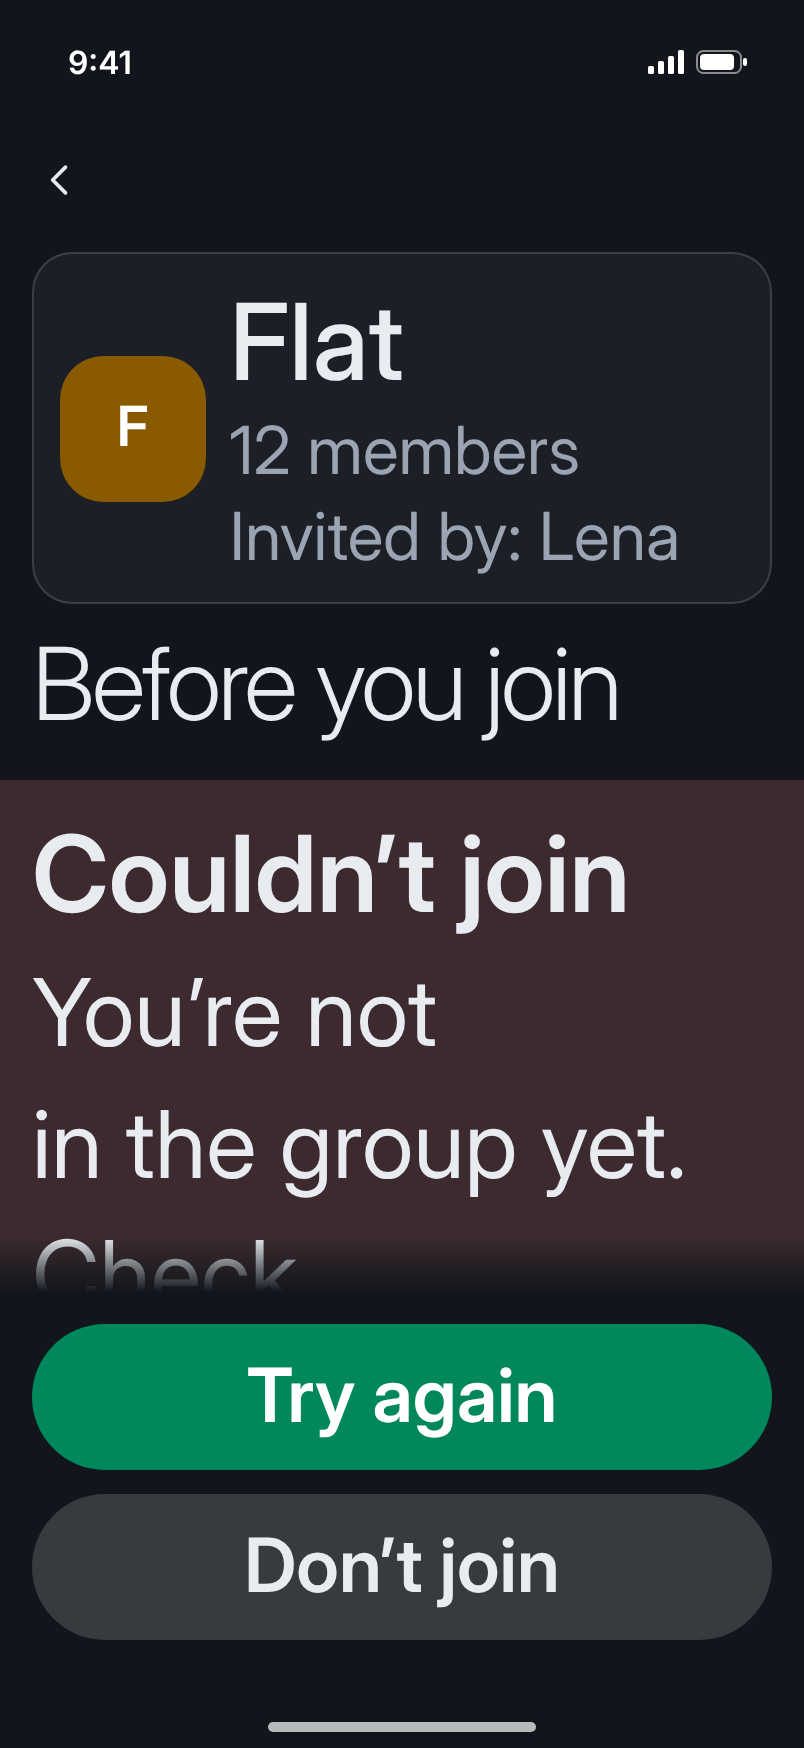 9:41
Flat
F
12 members
Invited by: Lena
Before you join
Couldn’t join
You’re not
in the group yet.
Check
Try again
Don’t join